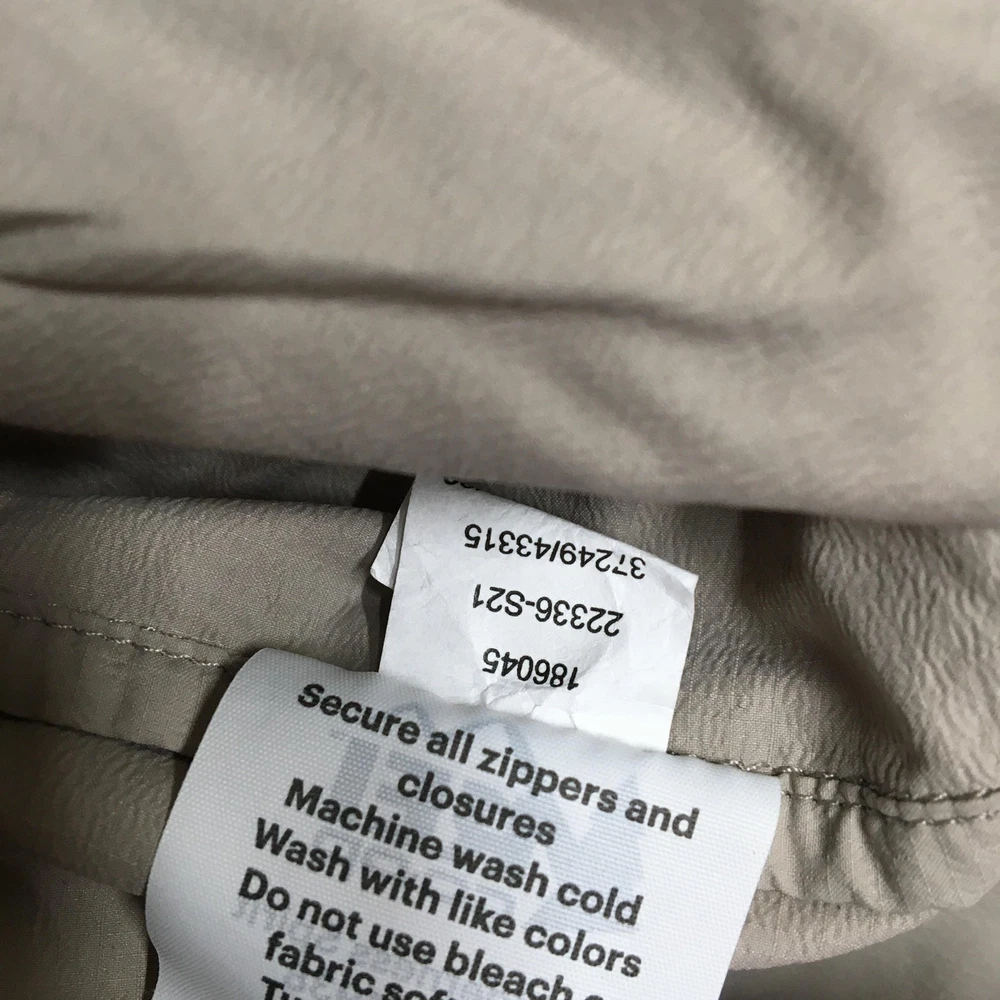 186045
22336-S21
37249/43315
Secure all zippers and
closures
Machine wash cold
Wash with like colors
Do not use bleach
fabric